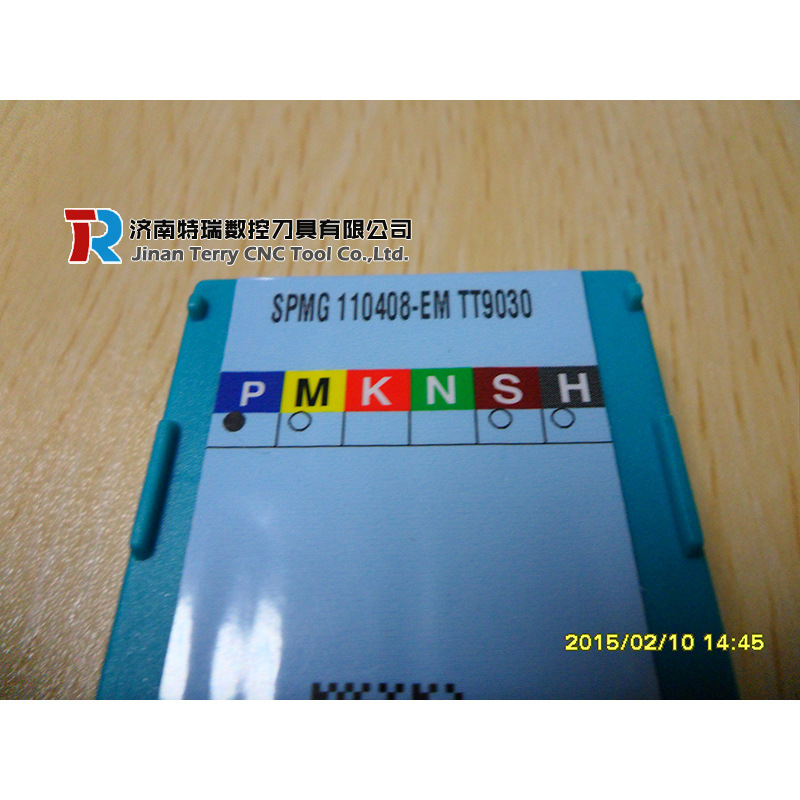 TR
济南特瑞数控刀具有限公司
Jinan Terry CNC Tool Co.,Ltd.
SPMG 110408-EM TT9030
P M K N S H
2015/02/10 14:45